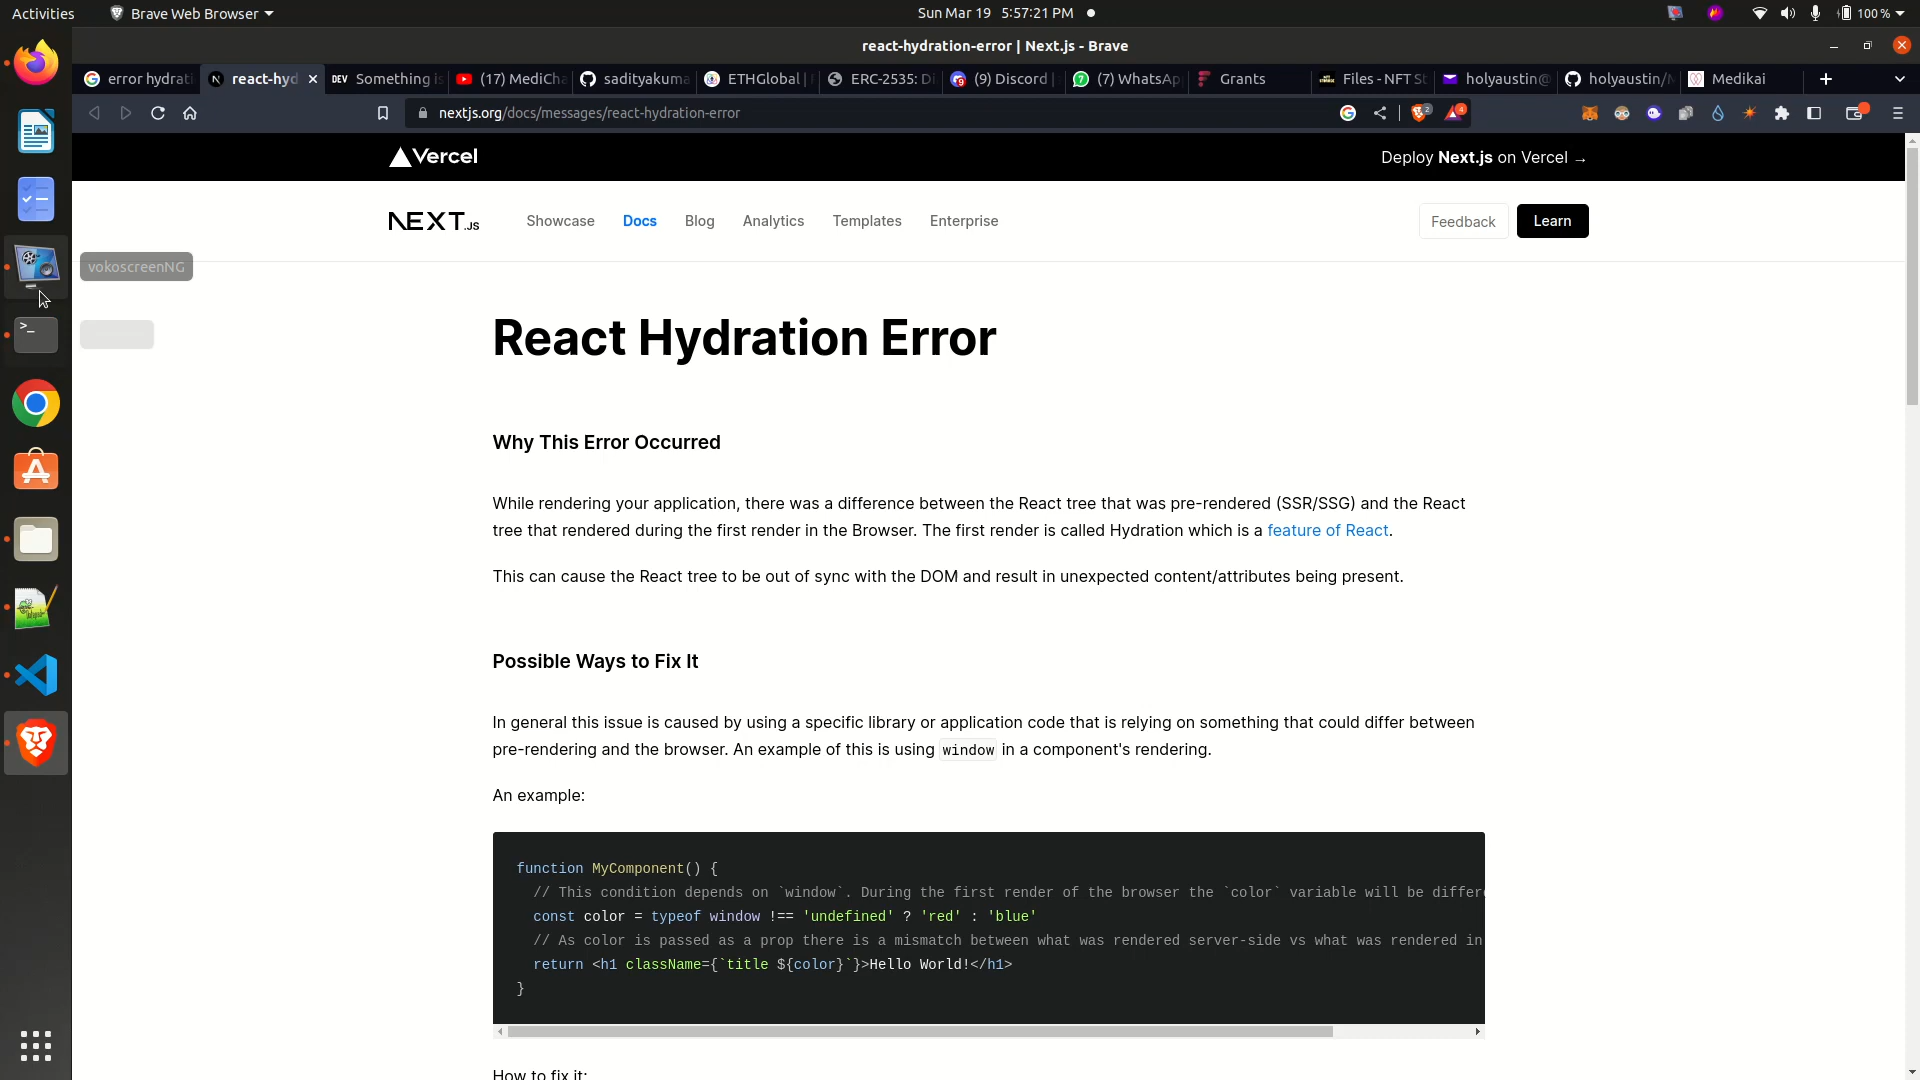 Activities
Brave Web Browser
Sun Mar 19 5:57:21 PM
100 %
react-hydration-error | Next.js - Brave
error hydrati
react-hyd
DEV Something is
(17) MediCha
sadityakuma
ETHGlobal |
ERC-2535: Di
(9) Discord |
(7) WhatsApp
Grants
Files - NFT St
holyaustin@
holyaustin/
Medikai
nextjs.org/docs/messages/react-hydration-error
2
4
Vercel
Deploy Next.js on Vercel →
NEXT.JS
Showcase
Docs
Blog
Analytics
Templates
Enterprise
Feedback
Learn
vokoscreenNG
React Hydration Error
Why This Error Occurred
While rendering your application, there was a difference between the React tree that was pre-rendered (SSR/SSG) and the React
tree that rendered during the first render in the Browser. The first render is called Hydration which is a feature of React.
This can cause the React tree to be out of sync with the DOM and result in unexpected content/attributes being present.
Possible Ways to Fix It
In general this issue is caused by using a specific library or application code that is relying on something that could differ between
pre-rendering and the browser. An example of this is using window in a component's rendering.
An example:
function MyComponent() {
// This condition depends on `window`. During the first render of the browser the `color` variable will be differe
const color = typeof window !== 'undefined' ? 'red' : 'blue'
// As color is passed as a prop there is a mismatch between what was rendered server-side vs what was rendered in
return <h1 className={`title ${color}`}>Hello World!</h1>
}
How to fix it: